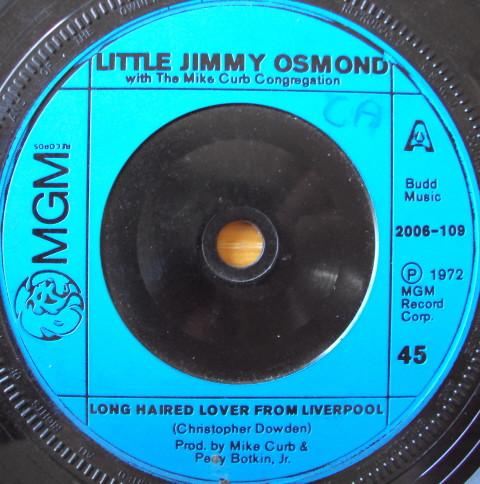 LITTLE JIMMY OSMOND
with The Mike Curb Congregation
CA
A
Budd
Music
2006-109
℗ 1972
MGM
Record
Corp.
45
MGM
RECORDS
LONG HAIRED LOVER FROM LIVERPOOL
(Christopher Dowden)
Prod. by Mike Curb &
Perry Botkin, Jr.